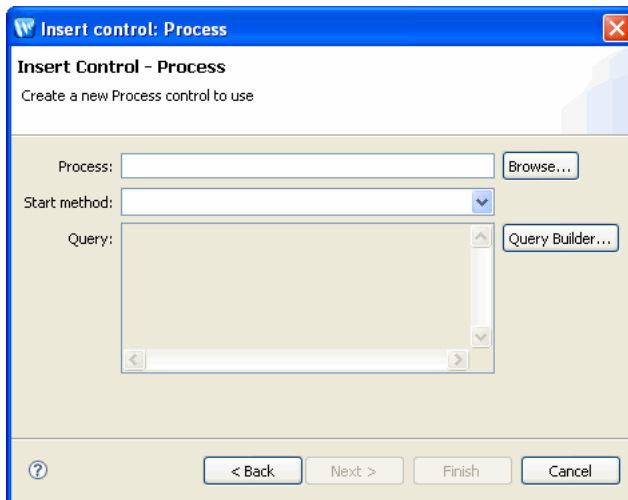 Insert control: Process
Insert Control - Process
Create a new Process control to use
Process: Browse...
Start method:
Query: Query Builder...
? < Back Next > Finish Cancel